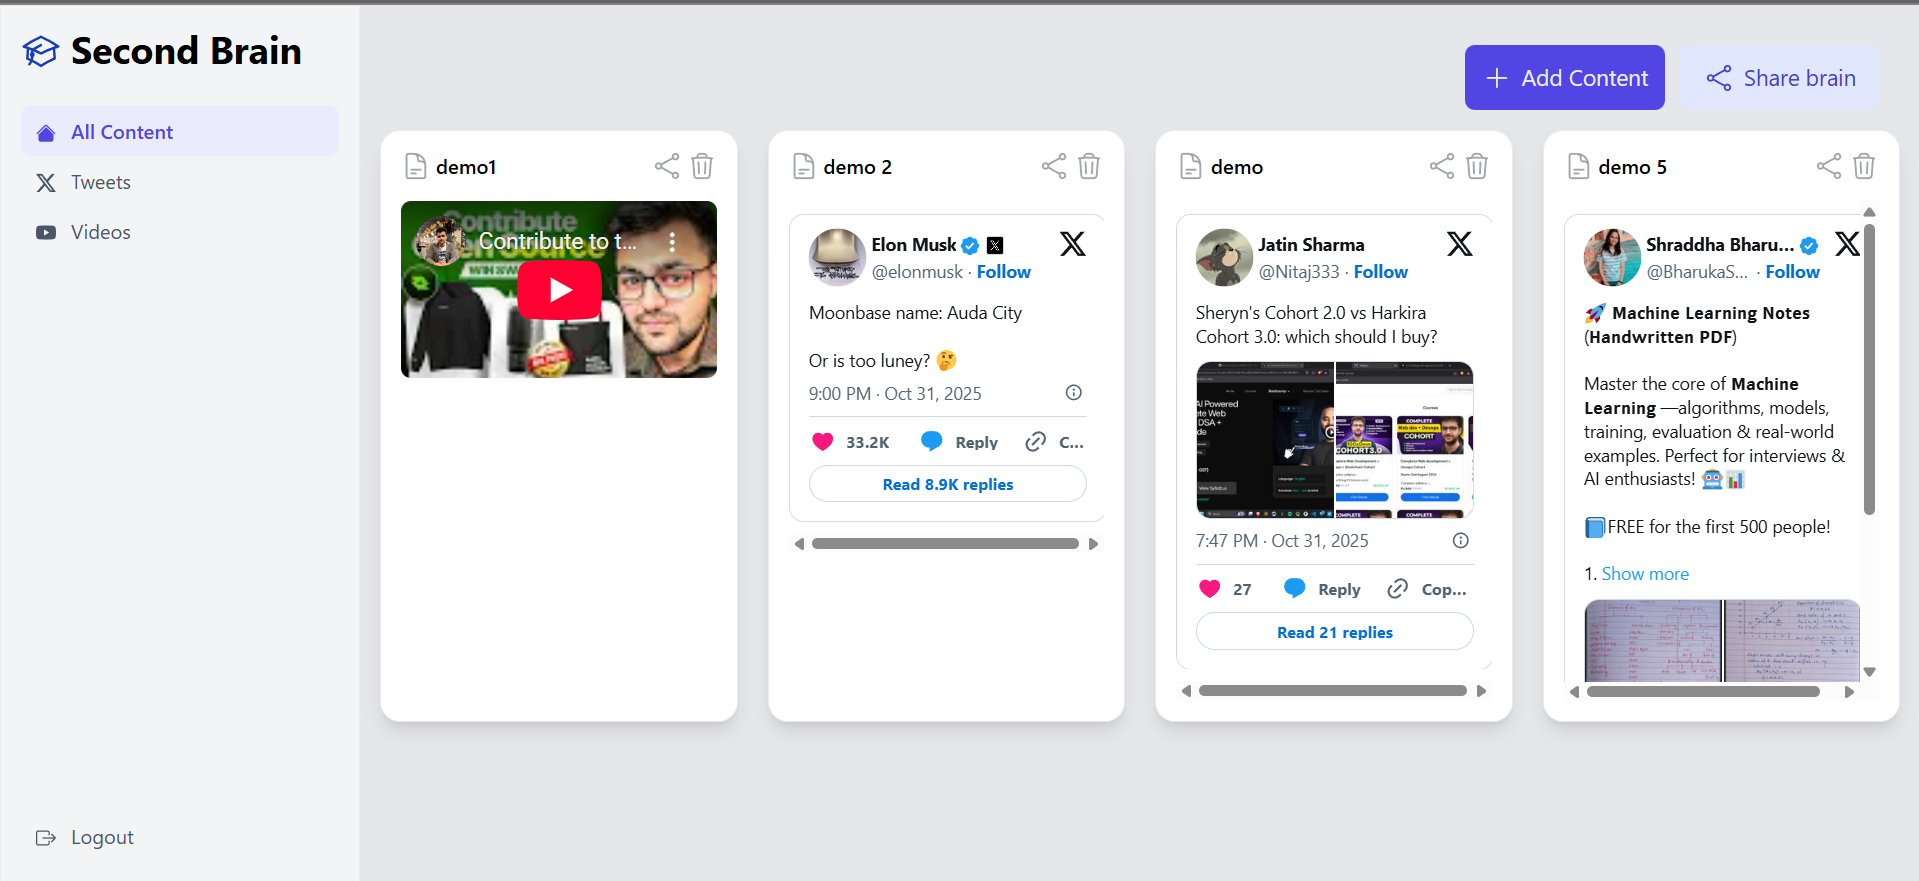 Second Brain
All Content
Tweets
Videos
Logout
Add Content
Share brain
demo1
Contribute to t...
demo 2
Elon Musk
@elonmusk · Follow
Moonbase name: Auda City
Or is too luney? 🤔
9:00 PM · Oct 31, 2025
33.2K Reply C...
Read 8.9K replies
demo
Jatin Sharma
@Nitaj333 · Follow
Sheryn's Cohort 2.0 vs Harkira
Cohort 3.0: which should I buy?
7:47 PM · Oct 31, 2025
27 Reply Cop...
Read 21 replies
demo 5
Shraddha Bharu...
@BharukaS... · Follow
🚀 Machine Learning Notes
(Handwritten PDF)
Master the core of Machine
Learning —algorithms, models,
training, evaluation & real-world
examples. Perfect for interviews &
AI enthusiasts! 🤖📊
📘FREE for the first 500 people!
1. Show more